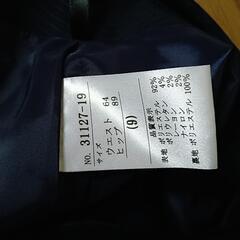 NO. 31127-19
サイズ
ウエスト 64
ヒップ 89
(9)
品質表示
表地 ポリエステル 92%
ポリウレタン 4%
レーヨン 2%
ナイロン 2%
裏地 ポリエステル 100%